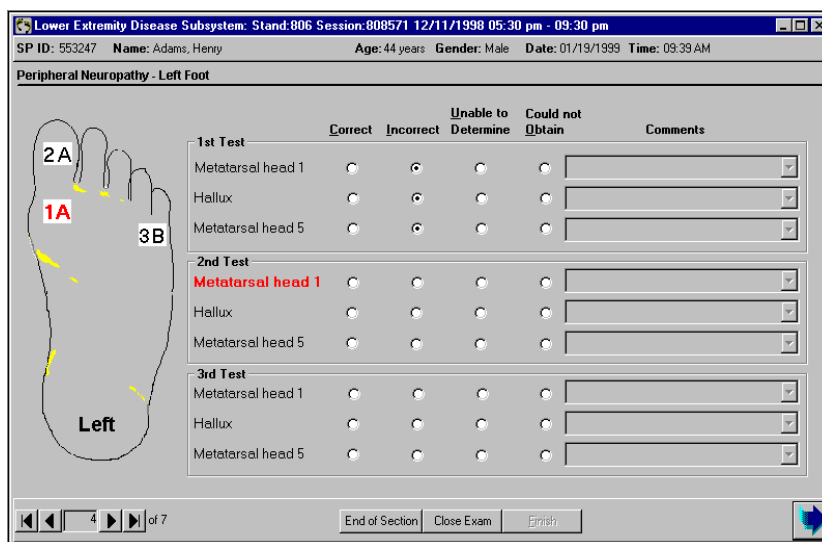 Lower Extremity Disease Subsystem: Stand:806 Session:808571 12/11/1998 05:30 pm - 09:30 pm
SP ID: 553247 Name: Adams, Henry Age: 44 years Gender: Male Date: 01/19/1999 Time: 09:39 AM
Peripheral Neuropathy - Left Foot
Correct Incorrect Unable to Determine Could not Obtain Comments
1st Test
Metatarsal head 1
Hallux
Metatarsal head 5
2nd Test
Metatarsal head 1
Hallux
Metatarsal head 5
3rd Test
Metatarsal head 1
Hallux
Metatarsal head 5
2A
1A
3B
Left
4 of 7
End of Section Close Exam Finish